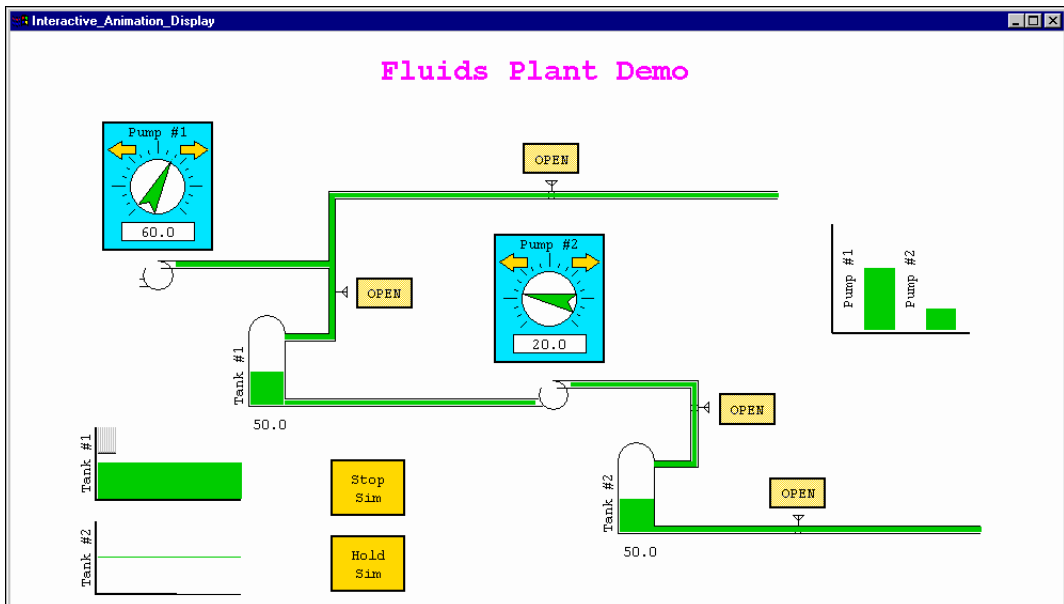 Interactive_Animation_Display
Fluids Plant Demo
Pump #1
60.0
OPEN
Pump #2
20.0
OPEN
Pump #1
Pump #2
Tank #1
50.0
OPEN
Tank #1
Stop
Sim
Tank #2
OPEN
50.0
Tank #2
Hold
Sim